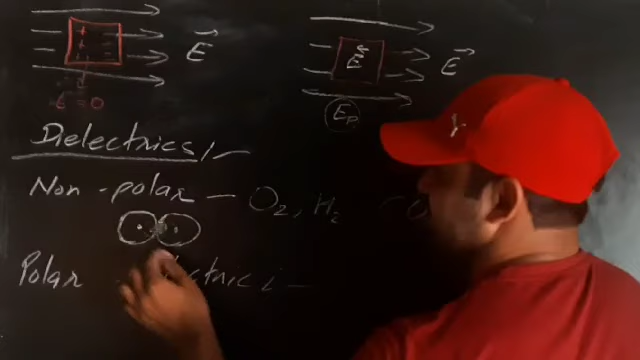 E
E = 0
E
E
Ep
Dielectrics :-
Non-polar - O2, H2
Polar